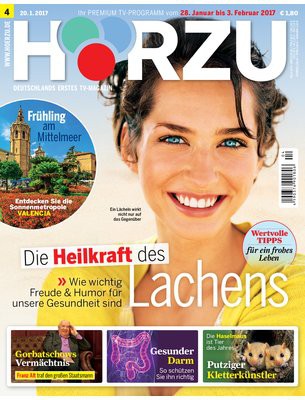 4
20.1.2017
Ihr PREMIUM TV-PROGRAMM vom 28. Januar bis 3. Februar 2017
€ 1,80
WWW.HOERZU.DE
HÖRZU
DEUTSCHLANDS ERSTES TV-MAGAZIN
Frühling
am
Mittelmeer
Entdecken Sie die
Sonnenmetropole
VALENCIA
Ein Lächeln wirkt
nicht nur auf
das Gegenüber
Wertvolle
TIPPS
für ein
frohes Leben
Die Heilkraft des
Lachens
» Wie wichtig
Freude & Humor für
unsere Gesundheit sind
Gorbatschows
Vermächtnis
Franz Alt traf den großen Staatsmann
Gesunder
Darm
So schützen
Sie ihn richtig
Die Haselmaus
ist Tier
des Jahres
Putziger
Kletterkünstler